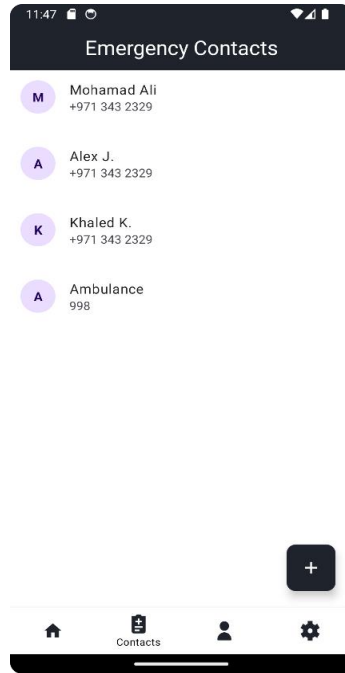 11:47
Emergency Contacts
M
Mohamad Ali
+971 343 2329
A
Alex J.
+971 343 2329
K
Khaled K.
+971 343 2329
A
Ambulance
998
+
Contacts